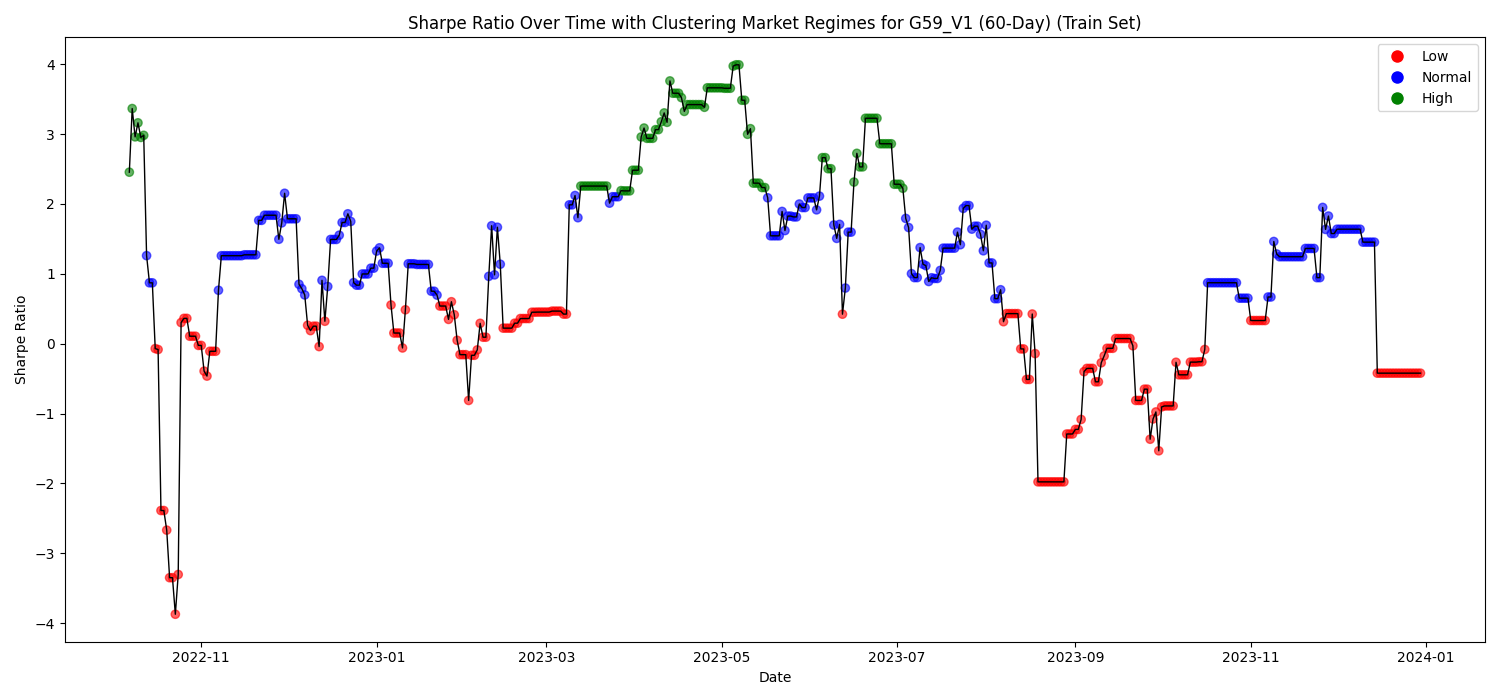 Sharpe Ratio Over Time with Clustering Market Regimes for G59_V1 (60-Day) (Train Set)
Low
Normal
High
Sharpe Ratio
4
3
2
1
0
−1
−2
−3
−4
2022-11
2023-01
2023-03
2023-05
2023-07
2023-09
2023-11
2024-01
Date